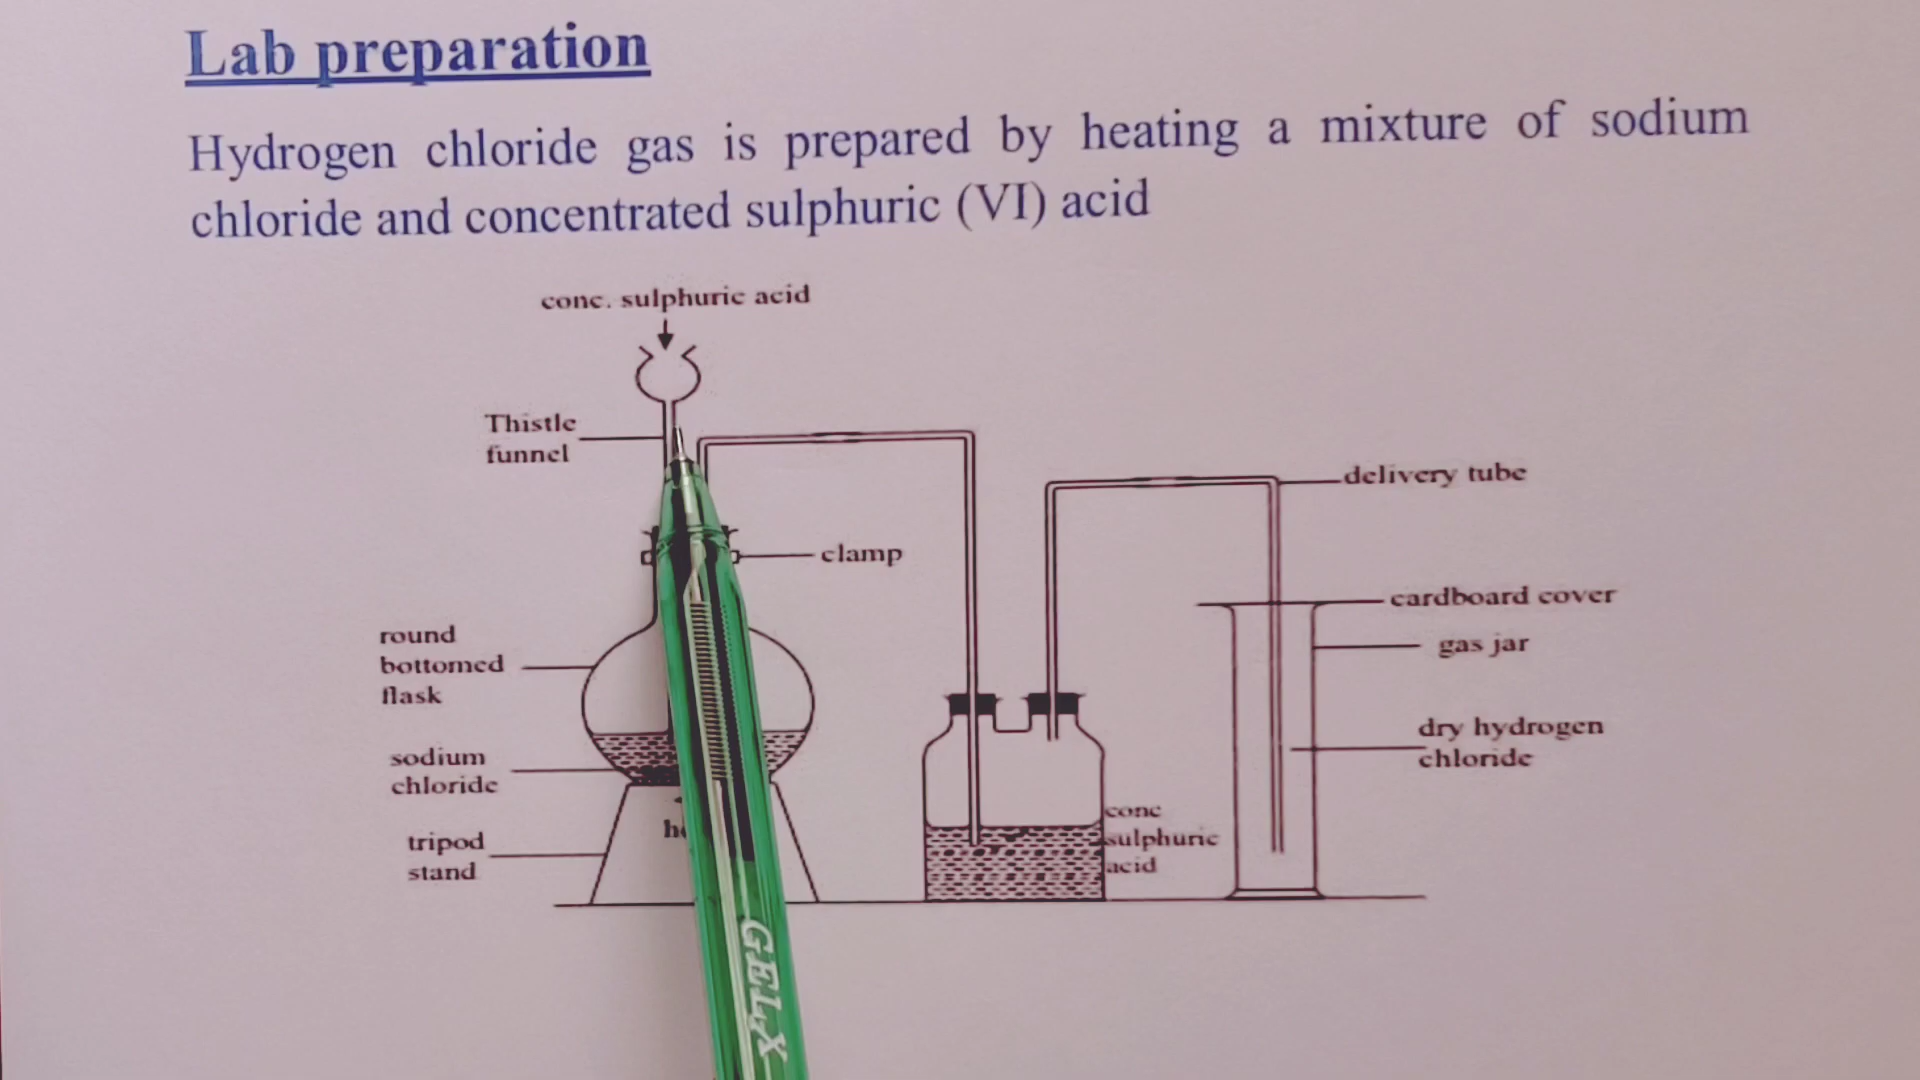 Lab preparation
Hydrogen chloride gas is prepared by heating a mixture of sodium
chloride and concentrated sulphuric (VI) acid
conc. sulphuric acid
Thistle
funnel
delivery tube
clamp
cardboard cover
round
bottomed
flask
gas jar
dry hydrogen
chloride
sodium
chloride
conc
sulphuric
acid
tripod
stand
GELX